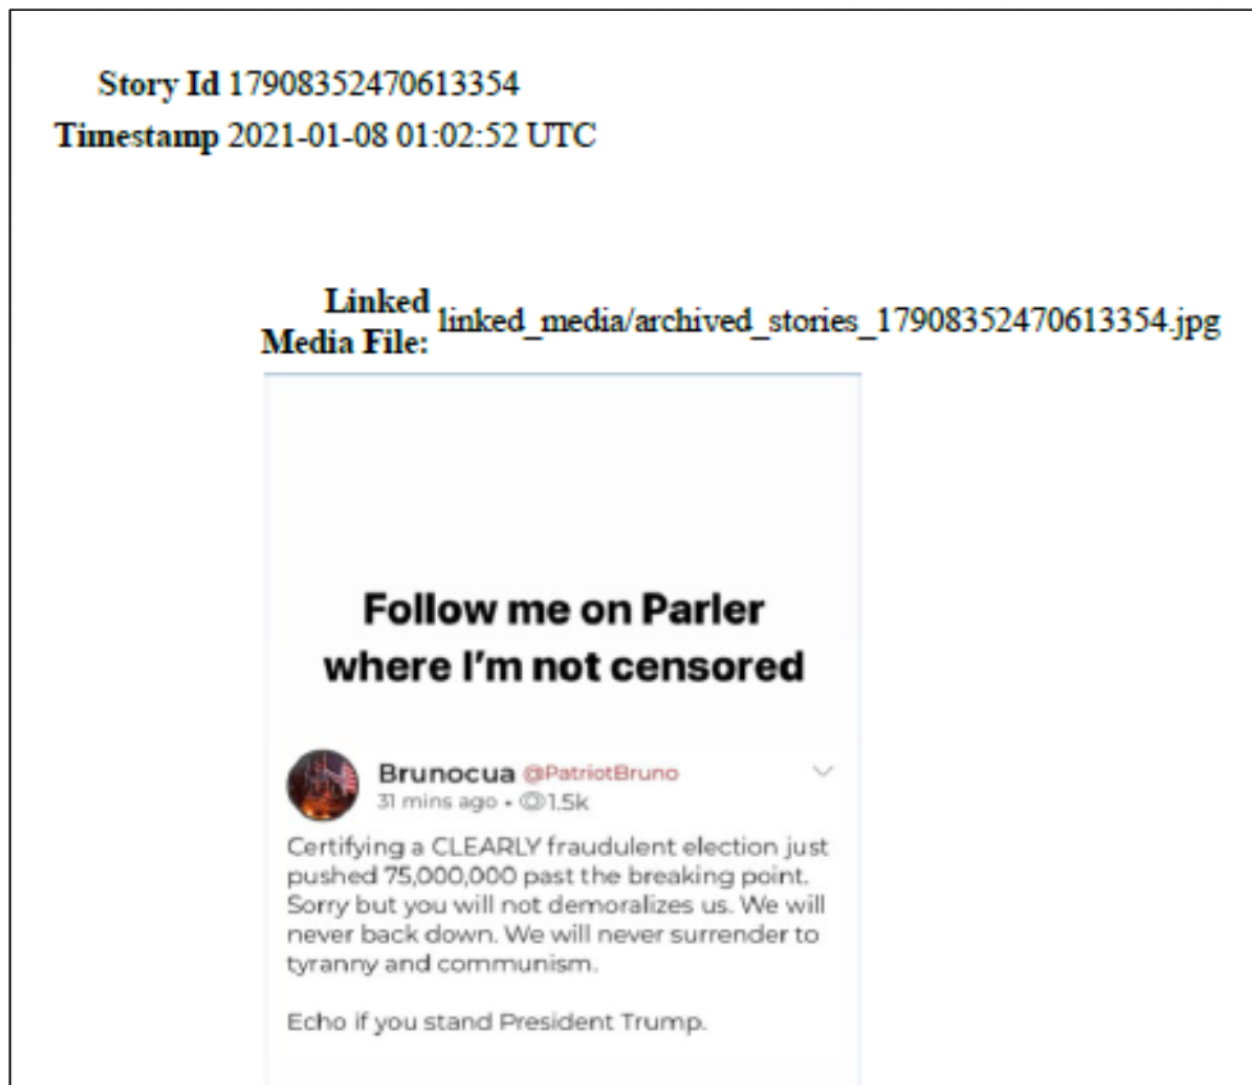 Story Id 17908352470613354
Timestamp 2021-01-08 01:02:52 UTC
Linked
Media File:
linked_media/archived_stories_17908352470613354.jpg
Follow me on Parler
where I'm not censored
Brunocua @PatriotBruno
31 mins ago • 1.5k
Certifying a CLEARLY fraudulent election just
pushed 75,000,000 past the breaking point.
Sorry but you will not demoralizes us. We will
never back down. We will never surrender to
tyranny and communism.
Echo if you stand President Trump.